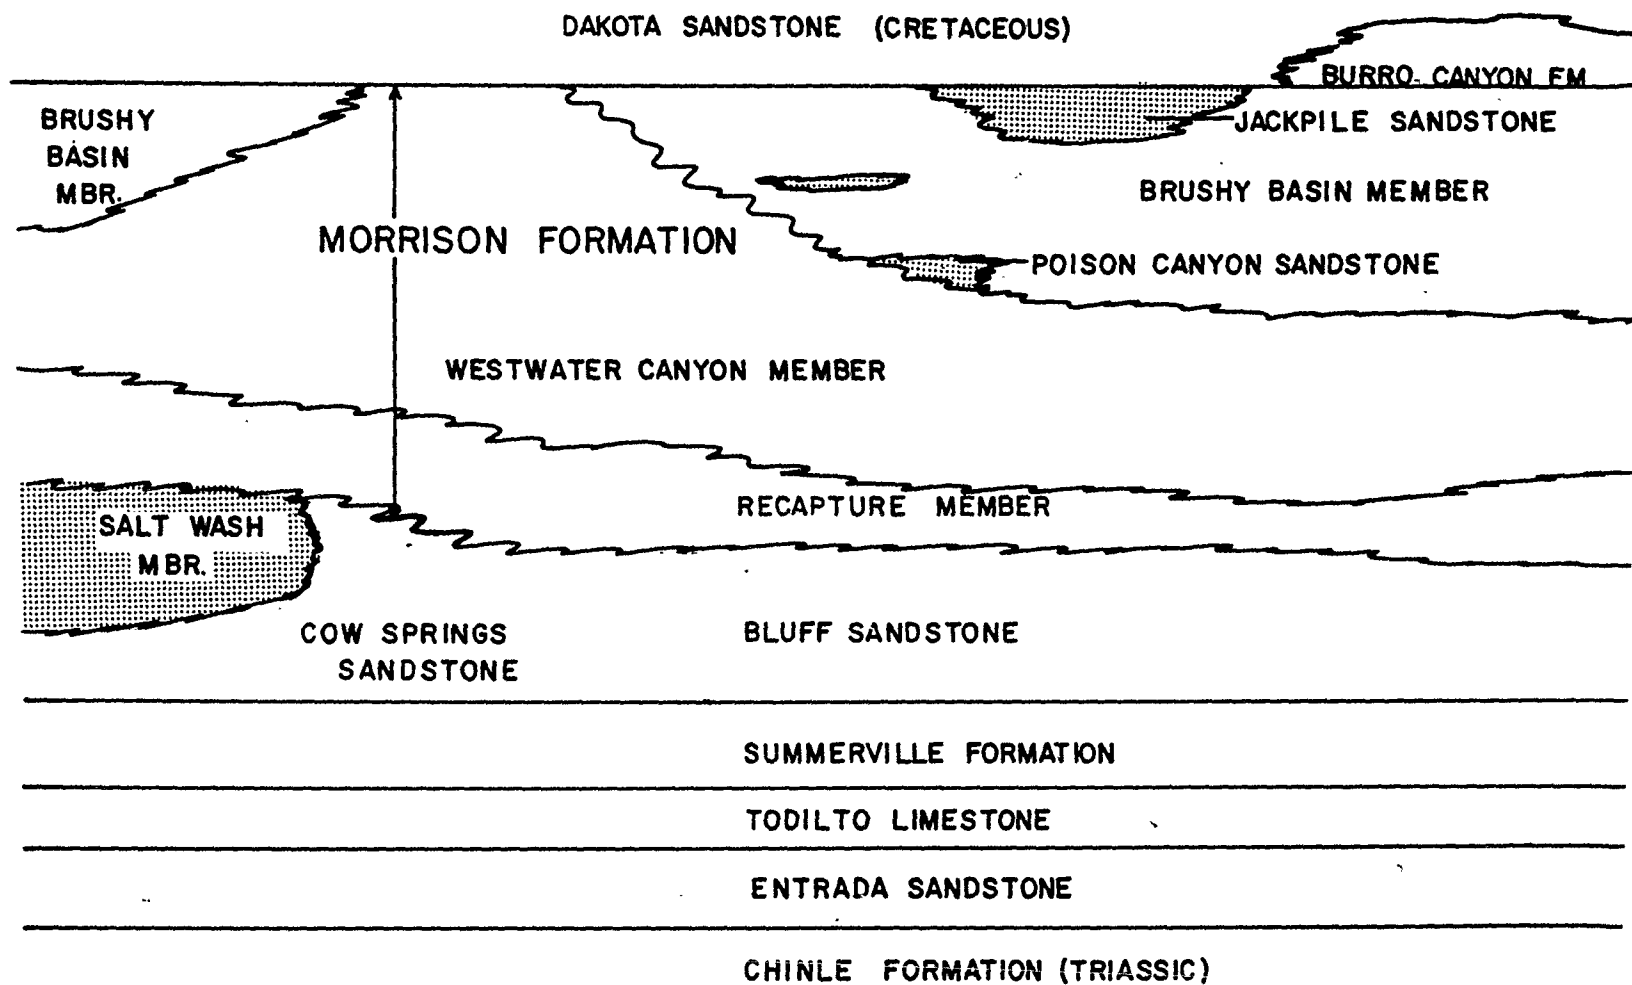 DAKOTA SANDSTONE (CRETACEOUS)
BURRO CANYON FM
BRUSHY
BASIN
MBR.
JACKPILE SANDSTONE
BRUSHY BASIN MEMBER
MORRISON FORMATION
POISON CANYON SANDSTONE
WESTWATER CANYON MEMBER
RECAPTURE MEMBER
SALT WASH
MBR.
COW SPRINGS
SANDSTONE
BLUFF SANDSTONE
SUMMERVILLE FORMATION
TODILTO LIMESTONE
ENTRADA SANDSTONE
CHINLE FORMATION (TRIASSIC)